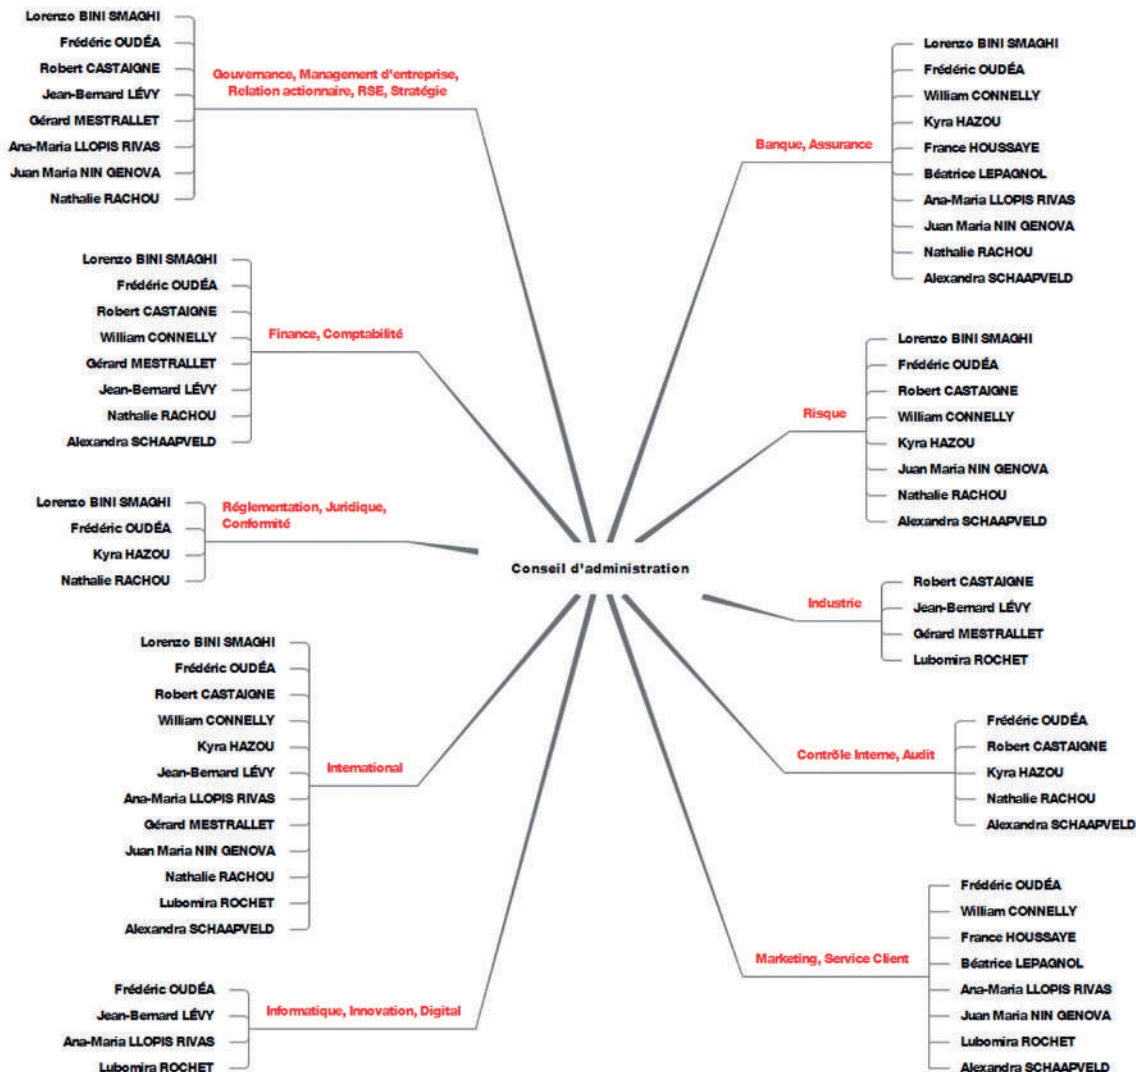 Lorenzo BINI SMAGHI
Frédéric OUDÉA
Robert CASTAIGNE
Jean-Bernard LÉVY
Gérard MESTRALLET
Ana-Maria LLOPIS RIVAS
Juan Maria NIN GENOVA
Nathalie RACHOU
Gouvernance, Management d'entreprise,
Relation actionnaire, RSE, Stratégie
Lorenzo BINI SMAGHI
Frédéric OUDÉA
Robert CASTAIGNE
William CONNELLY
Gérard MESTRALLET
Jean-Bernard LÉVY
Nathalie RACHOU
Alexandra SCHAAPVELD
Finance, Comptabilité
Lorenzo BINI SMAGHI
Frédéric OUDÉA
Kyra HAZOU
Nathalie RACHOU
Réglementation, Juridique,
Conformité
Lorenzo BINI SMAGHI
Frédéric OUDÉA
Robert CASTAIGNE
William CONNELLY
Kyra HAZOU
Jean-Bernard LÉVY
Ana-Maria LLOPIS RIVAS
Gérard MESTRALLET
Juan Maria NIN GENOVA
Nathalie RACHOU
Lubomira ROCHET
Alexandra SCHAAPVELD
International
Frédéric OUDÉA
Jean-Bernard LÉVY
Ana-Maria LLOPIS RIVAS
Lubomira ROCHET
Informatique, Innovation, Digital
Conseil d'administration
Banque, Assurance
Lorenzo BINI SMAGHI
Frédéric OUDÉA
William CONNELLY
Kyra HAZOU
France HOUSSAYE
Béatrice LEPAGNOL
Ana-Maria LLOPIS RIVAS
Juan Maria NIN GENOVA
Nathalie RACHOU
Alexandra SCHAAPVELD
Risque
Lorenzo BINI SMAGHI
Frédéric OUDÉA
Robert CASTAIGNE
William CONNELLY
Kyra HAZOU
Juan Maria NIN GENOVA
Nathalie RACHOU
Alexandra SCHAAPVELD
Industrie
Robert CASTAIGNE
Jean-Bernard LÉVY
Gérard MESTRALLET
Lubomira ROCHET
Contrôle Interne, Audit
Frédéric OUDÉA
Robert CASTAIGNE
Kyra HAZOU
Nathalie RACHOU
Alexandra SCHAAPVELD
Marketing, Service Client
Frédéric OUDÉA
William CONNELLY
France HOUSSAYE
Béatrice LEPAGNOL
Ana-Maria LLOPIS RIVAS
Juan Maria NIN GENOVA
Lubomira ROCHET
Alexandra SCHAAPVELD